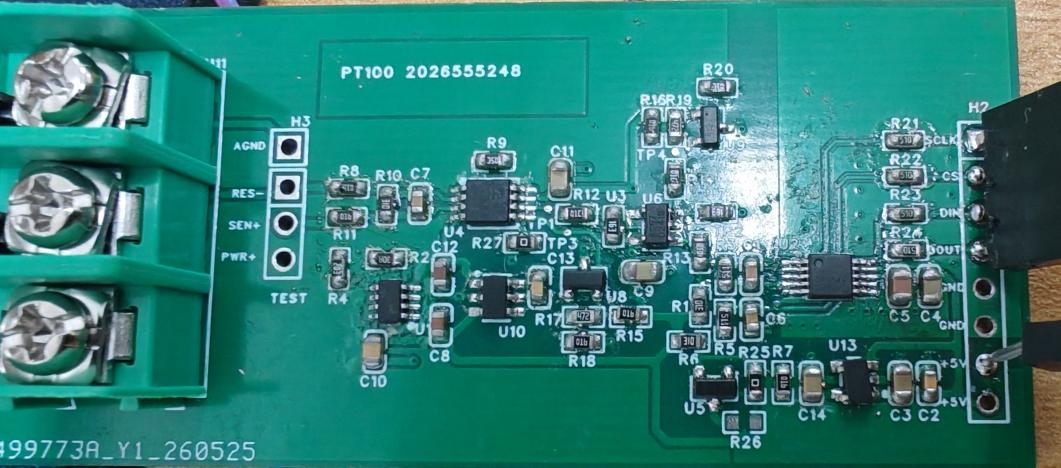 PT100 2026555248
R20
H2
R16 R19
H3
R21
SCLK
AGND
U9
R9
C11
TP4
R22
CS
R8
R10
C7
RES-
R12
U3
U6
R23
DIN
TP1
SEN+
R11
U4
R27
TP3
R24
DOUT
C12
C13
R13
PWR+
R2
R4
GND
TEST
U8
C9
R17
U10
R15
C5
C4
GND
C8
C6
R18
R6
R5
R25
R7
U13
+5V
C10
U5
C14
C3
C2
+5V
R26
499773A_Y1_260525